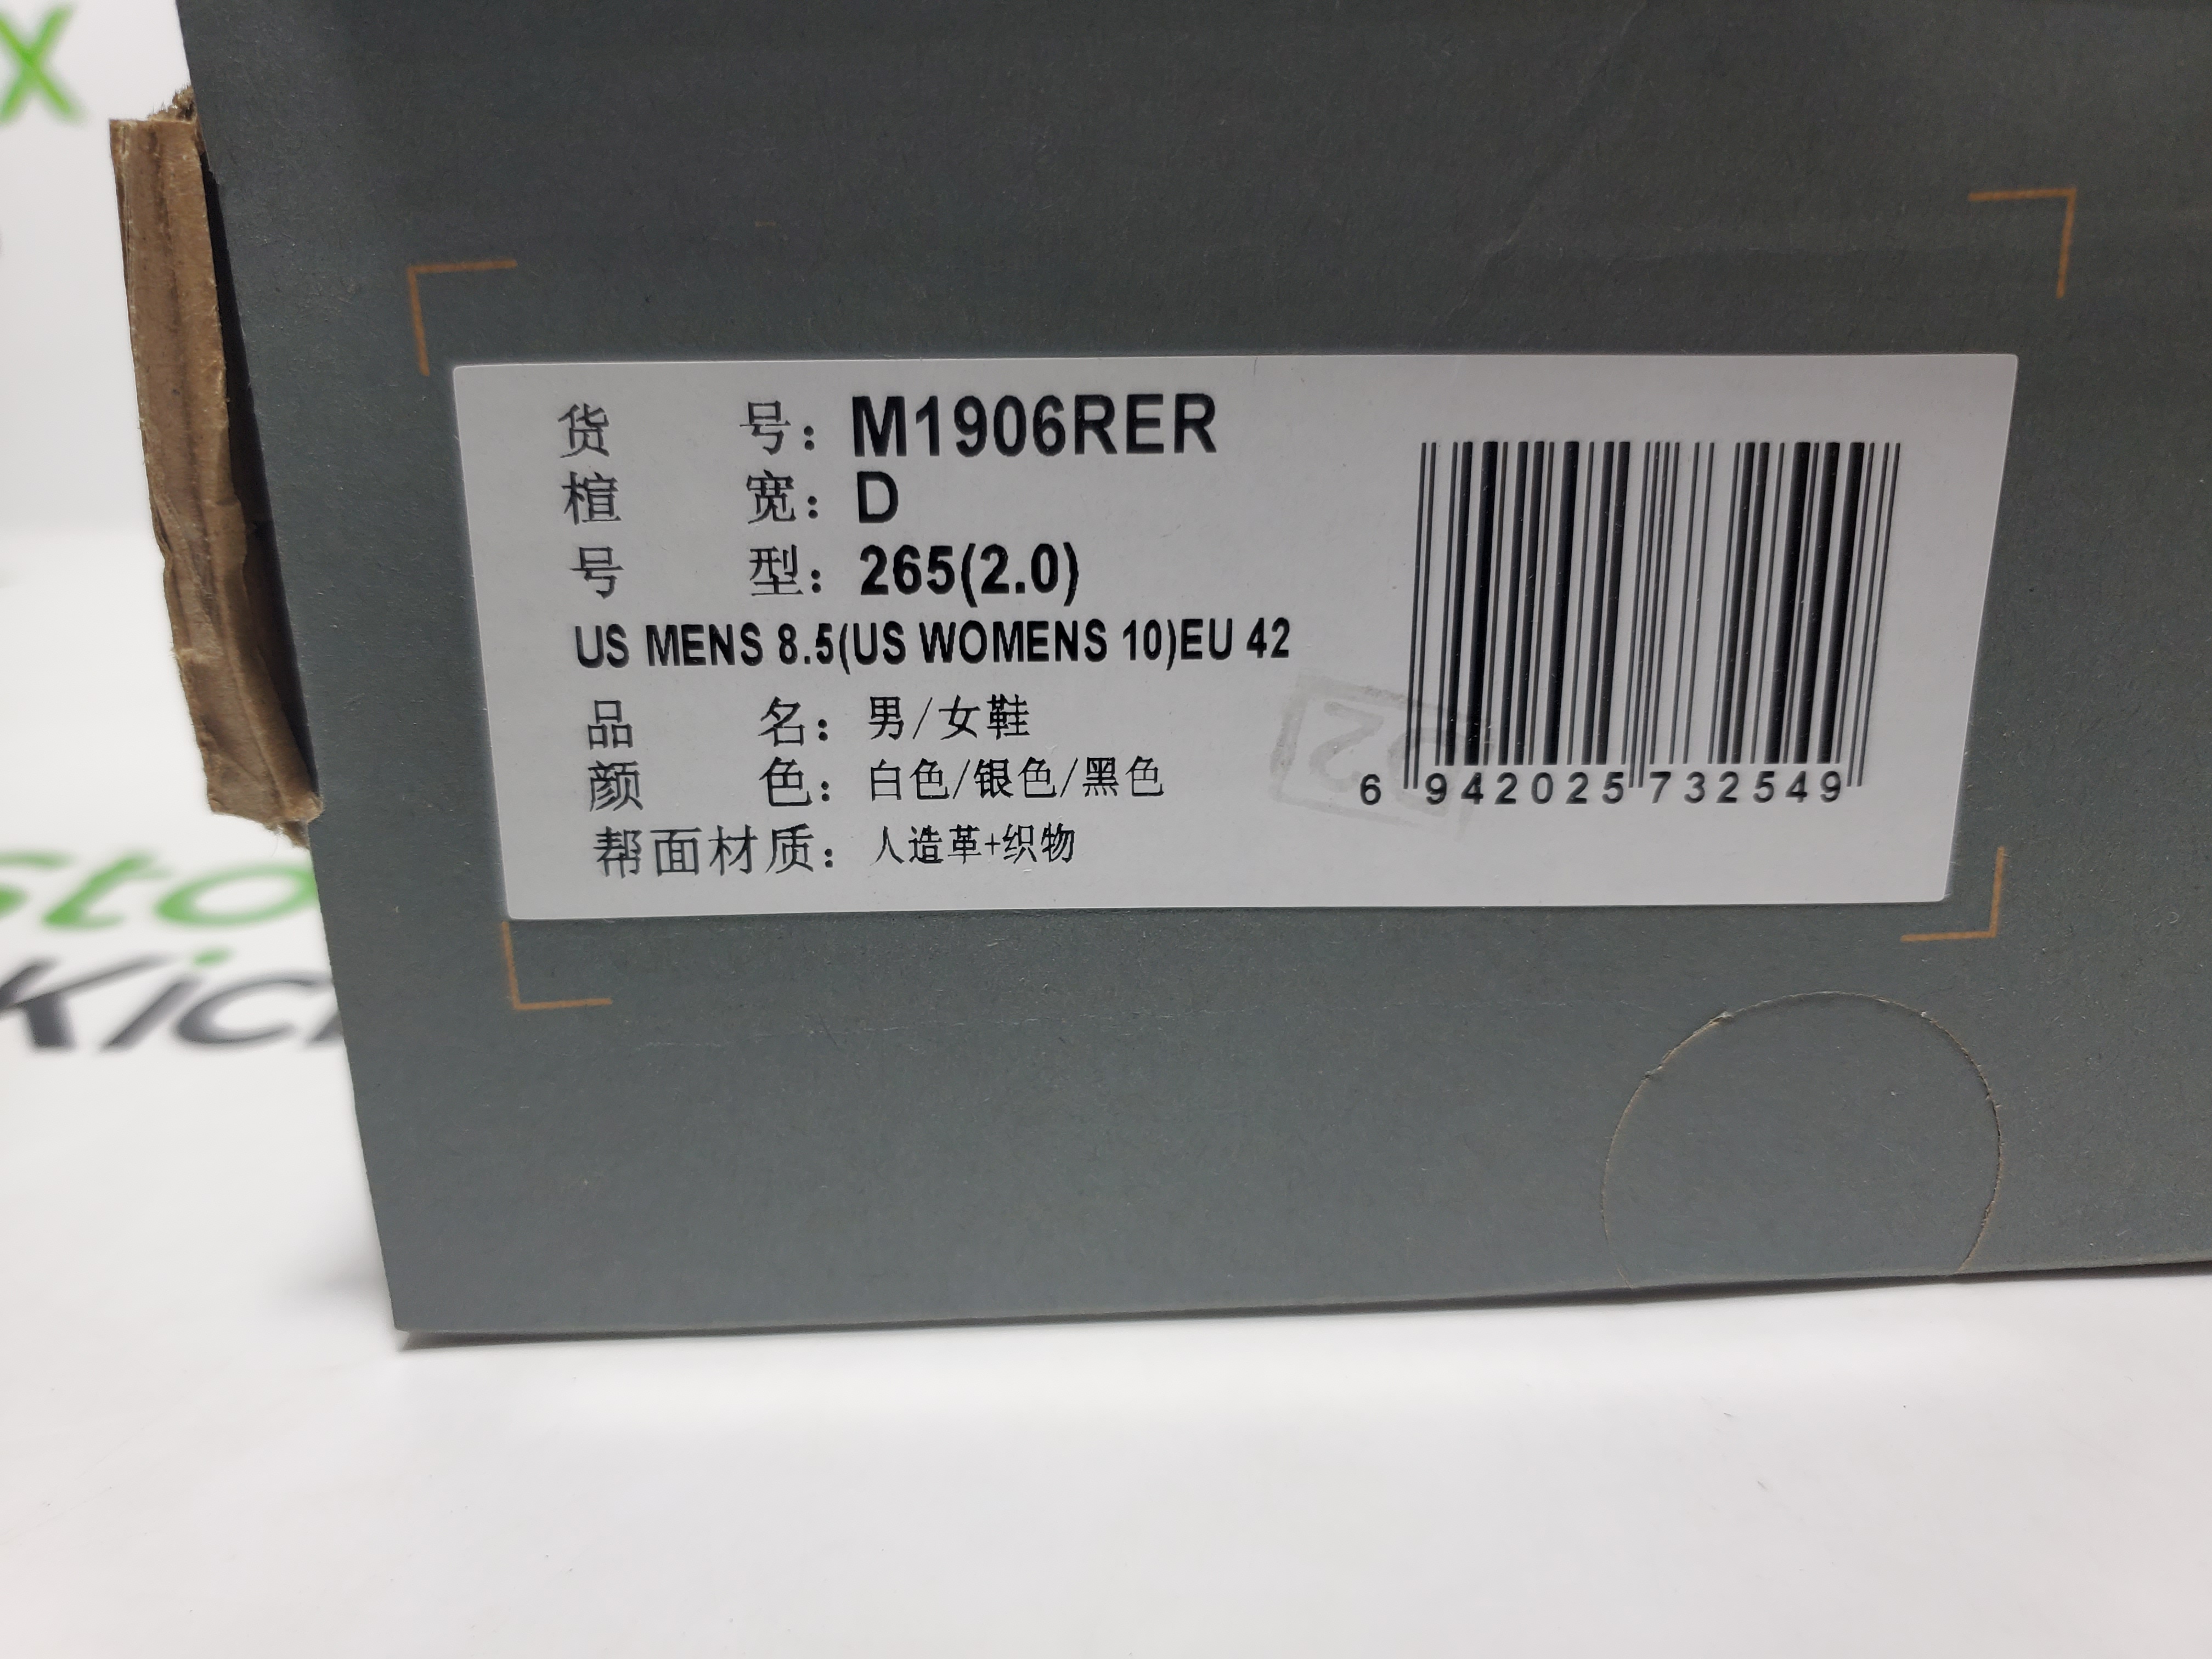 货号：M1906RER
楦宽：D
号型：265(2.0)
US MENS 8.5(US WOMENS 10)EU 42
品名：男/女鞋
颜色：白色/银色/黑色
帮面材质：人造革+织物
6 942025 732549
X